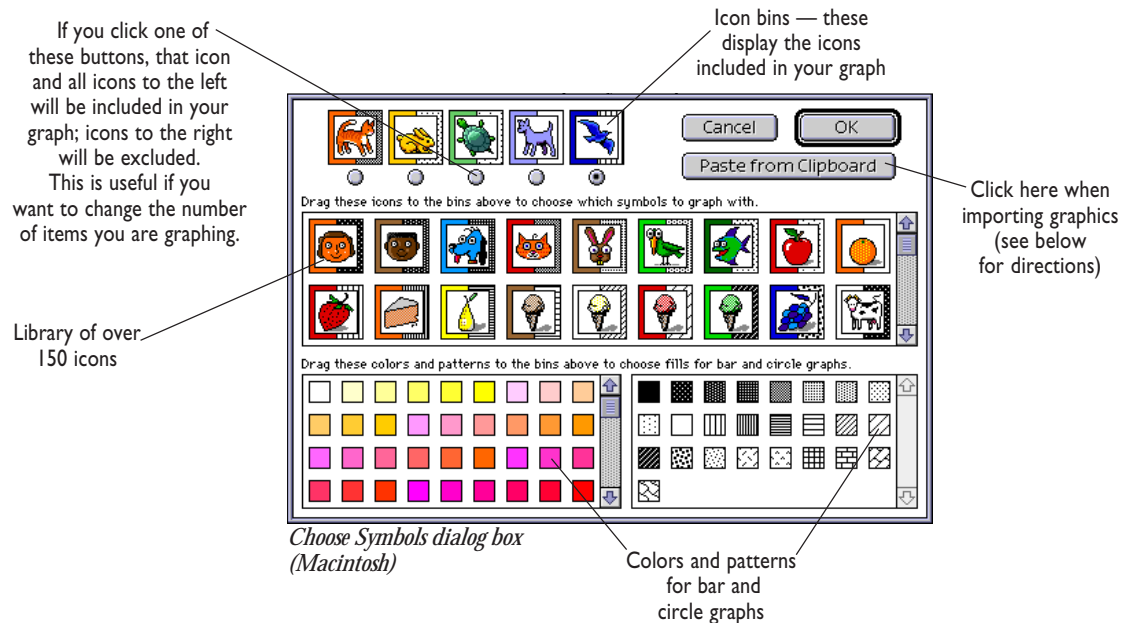 If you click one of
these buttons, that icon
and all icons to the left
will be included in your
graph; icons to the right
will be excluded.
This is useful if you
want to change the number
of items you are graphing.
Icon bins — these
display the icons
included in your graph
Cancel
OK
Paste from Clipboard
Click here when
importing graphics
(see below
for directions)
Drag these icons to the bins above to choose which symbols to graph with.
Library of over
150 icons
Drag these colors and patterns to the bins above to choose fills for bar and circle graphs.
Choose Symbols dialog box
(Macintosh)
Colors and patterns
for bar and
circle graphs